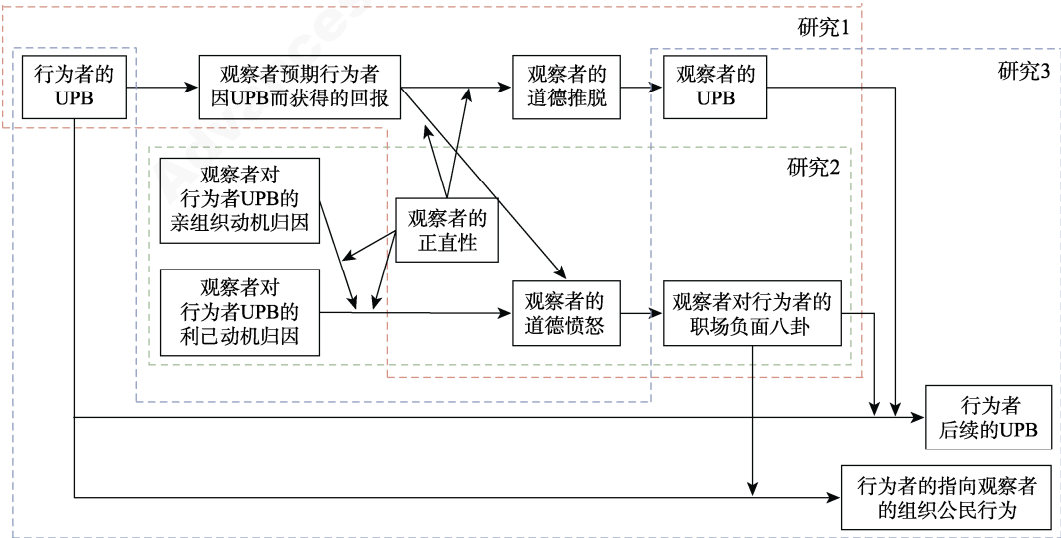 研究1
研究3
行为者的
UPB
观察者预期行为者
因UPB而获得的回报
观察者的
道德推脱
观察者的
UPB
研究2
观察者对
行为者UPB的
亲组织动机归因
观察者的
正直性
观察者对
行为者UPB的
利己动机归因
观察者的
道德愤怒
观察者对行为者的
职场负面八卦
行为者
后续的UPB
行为者的指向观察者
的组织公民行为
Advances